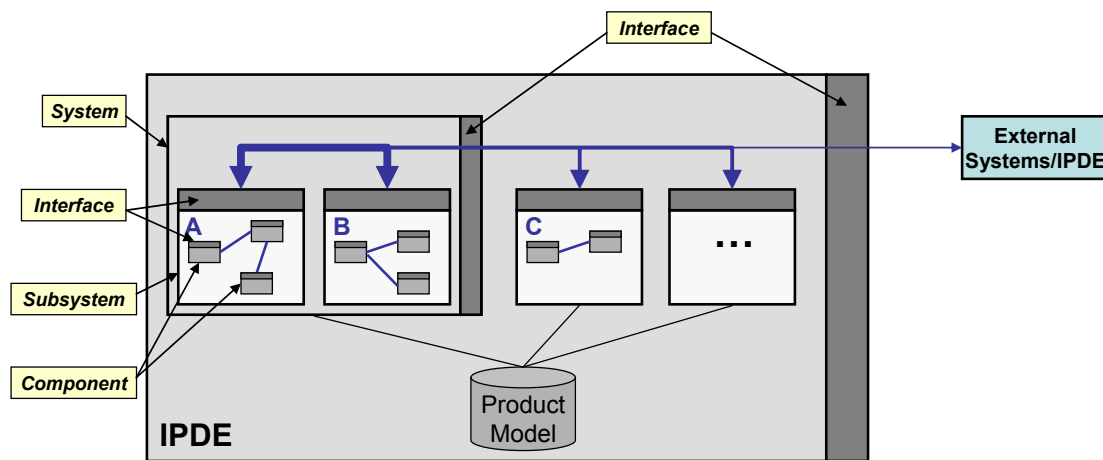 Interface
System
External
Systems/IPDE
Interface
A
B
C
...
Subsystem
Component
Product
Model
IPDE